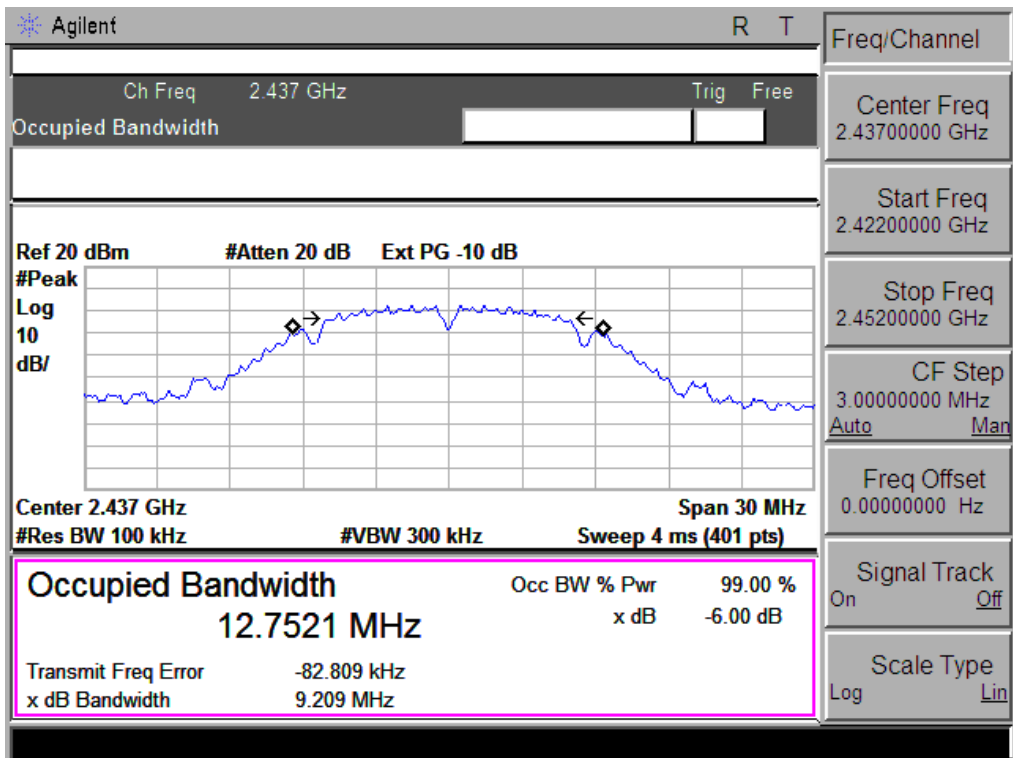 Agilent R T
Ch Freq 2.437 GHz Trig Free
Occupied Bandwidth
Ref 20 dBm #Atten 20 dB Ext PG -10 dB
#Peak
Log
10
dB/
Center 2.437 GHz Span 30 MHz
#Res BW 100 kHz #VBW 300 kHz Sweep 4 ms (401 pts)
Occupied Bandwidth Occ BW % Pwr 99.00 %
12.7521 MHz x dB -6.00 dB
Transmit Freq Error -82.809 kHz
x dB Bandwidth 9.209 MHz
Freq/Channel
Center Freq
2.43700000 GHz
Start Freq
2.42200000 GHz
Stop Freq
2.45200000 GHz
CF Step
3.00000000 MHz
Auto Man
Freq Offset
0.00000000 Hz
Signal Track
On Off
Scale Type
Log Lin